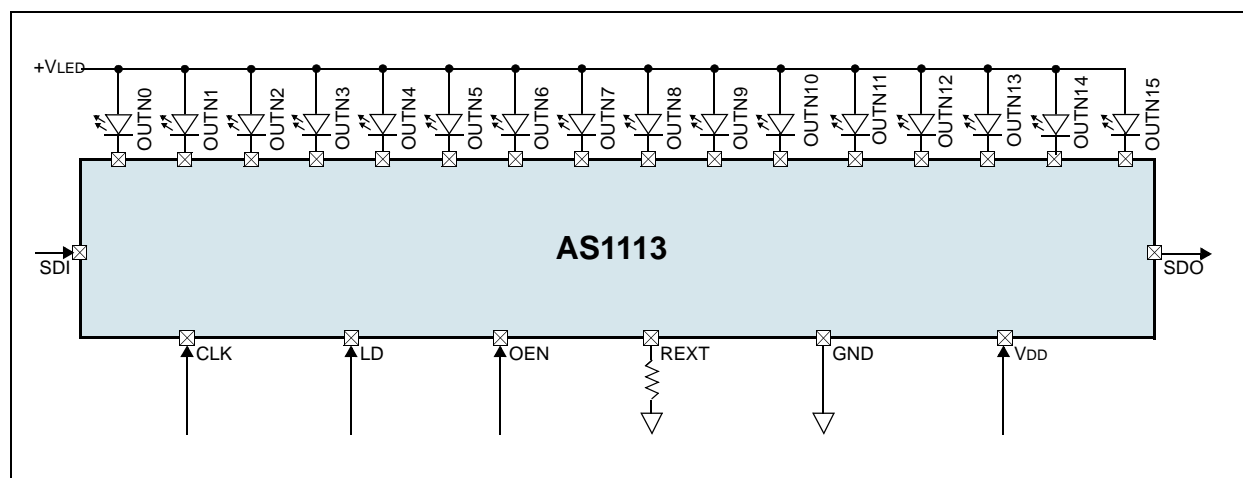 +VLED
OUTN0
OUTN1
OUTN2
OUTN3
OUTN4
OUTN5
OUTN6
OUTN7
OUTN8
OUTN9
OUTN10
OUTN11
OUTN12
OUTN13
OUTN14
OUTN15
AS1113
SDI
SDO
CLK
LD
OEN
REXT
GND
VDD